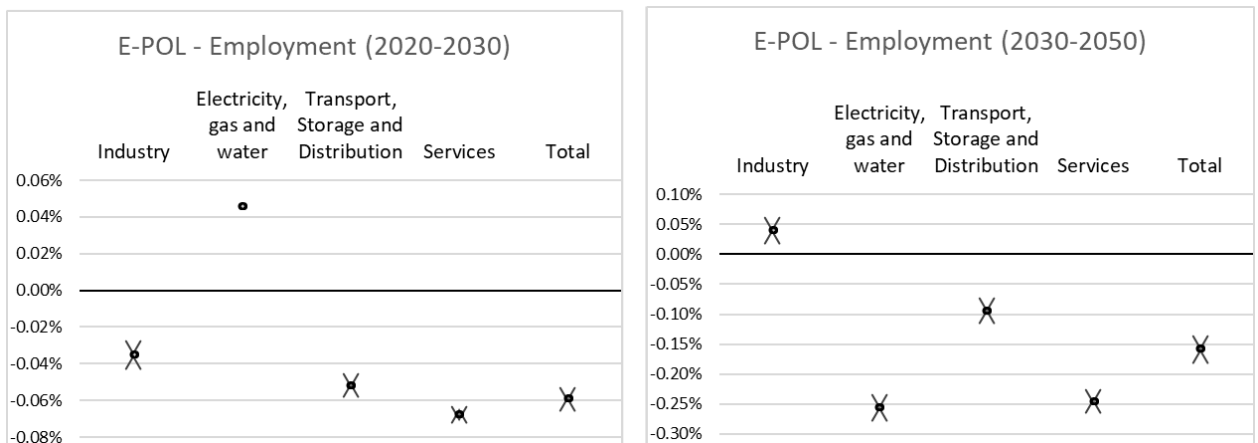 E-POL - Employment (2020-2030)
Electricity, Transport,
gas and Storage and
Industry water Distribution Services Total
0.06%
0.04%
0.02%
0.00%
-0.02%
-0.04%
-0.06%
-0.08%
E-POL - Employment (2030-2050)
Electricity, Transport,
gas and Storage and
Industry water Distribution Services Total
0.10%
0.05%
0.00%
-0.05%
-0.10%
-0.15%
-0.20%
-0.25%
-0.30%